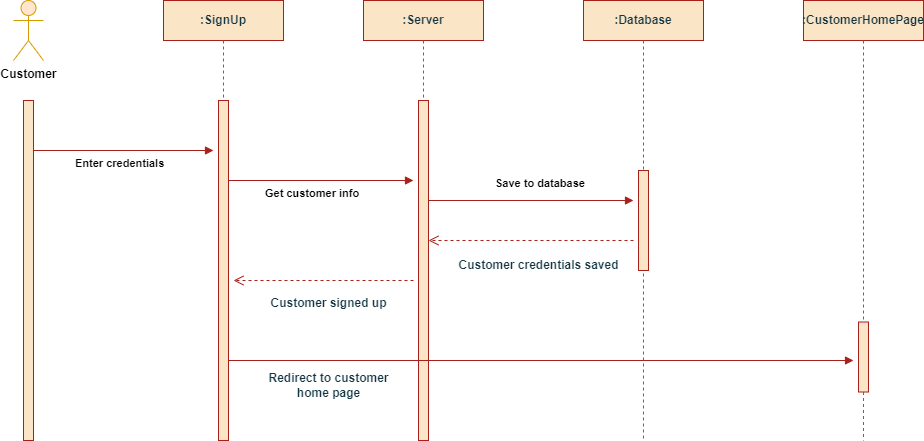 :SignUp
:Server
:Database
:CustomerHomePage
Customer
Enter credentials
Get customer info
Save to database
Customer credentials saved
Customer signed up
Redirect to customer
home page